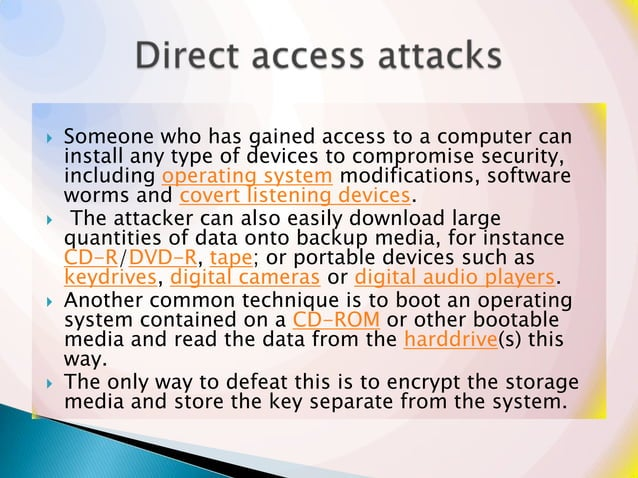 Direct access attacks
Someone who has gained access to a computer can
install any type of devices to compromise security,
including operating system modifications, software
worms and covert listening devices.
The attacker can also easily download large
quantities of data onto backup media, for instance
CD-R/DVD-R, tape; or portable devices such as
keydrives, digital cameras or digital audio players.
Another common technique is to boot an operating
system contained on a CD-ROM or other bootable
media and read the data from the harddrive(s) this
way.
The only way to defeat this is to encrypt the storage
media and store the key separate from the system.